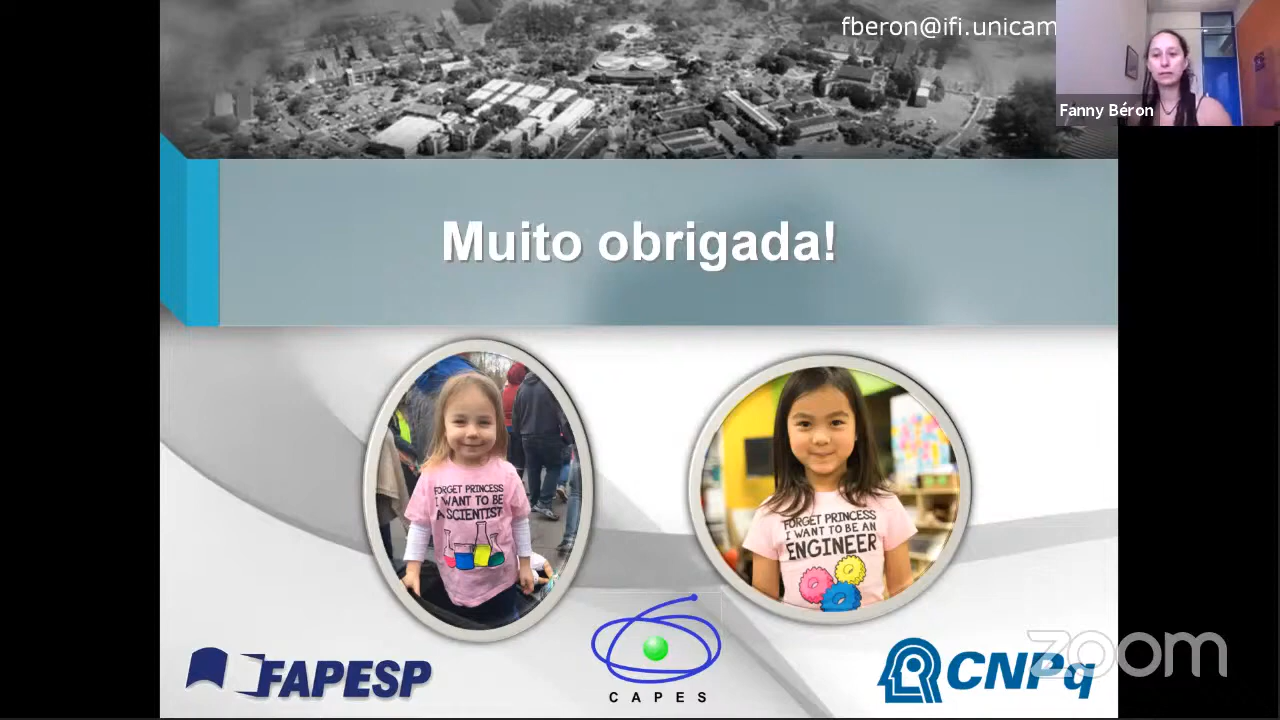 fberon@ifi.unicam
Fanny Béron
Muito obrigada!
FORGET PRINCESS
I WANT TO BE
A SCIENTIST
FORGET PRINCESS
I WANT TO BE AN
ENGINEER
FAPESP
CAPES
CNPq
zoom